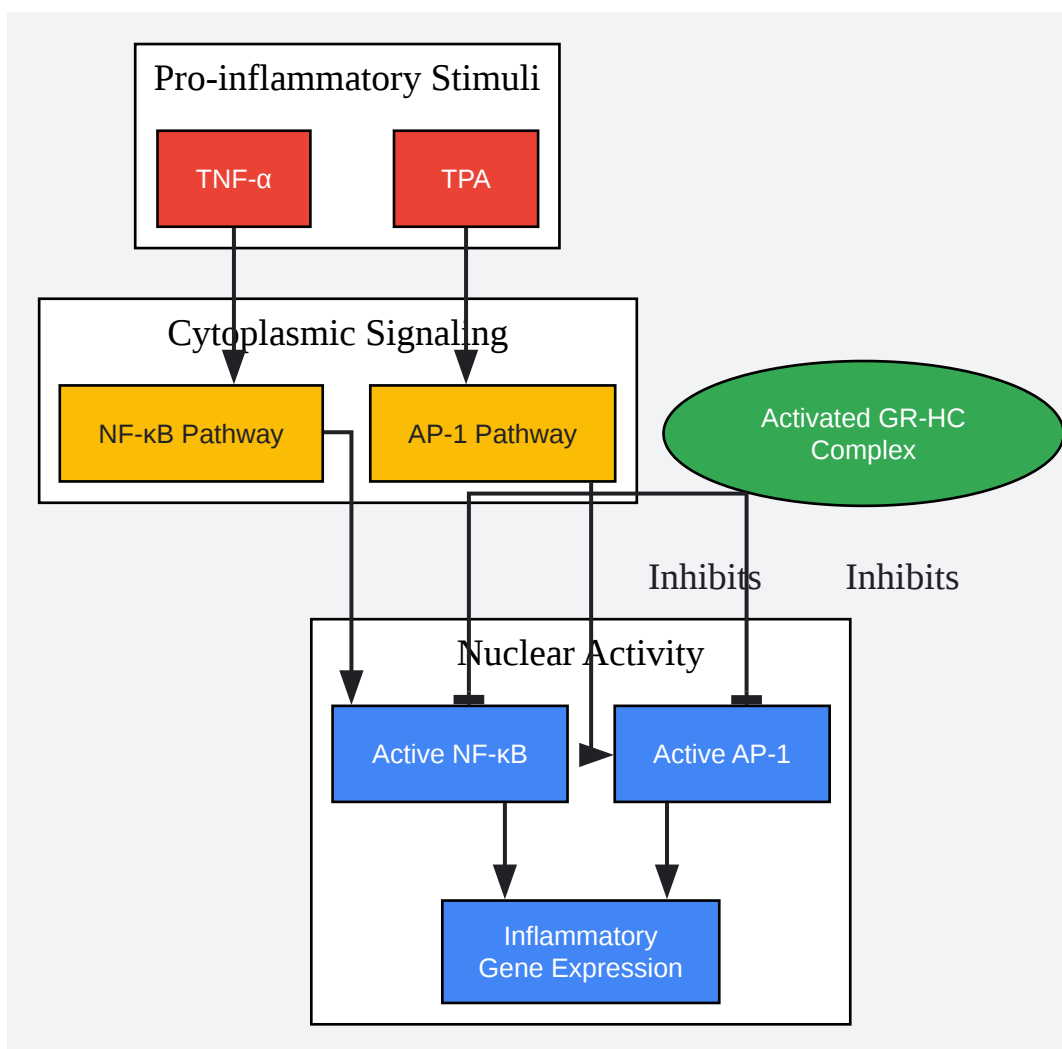 Pro-inflammatory Stimuli
TNF-α
TPA
Cytoplasmic Signaling
NF-κB Pathway
AP-1 Pathway
Activated GR-HC
Complex
Inhibits
Inhibits
Nuclear Activity
Active NF-κB
Active AP-1
Inflammatory
Gene Expression